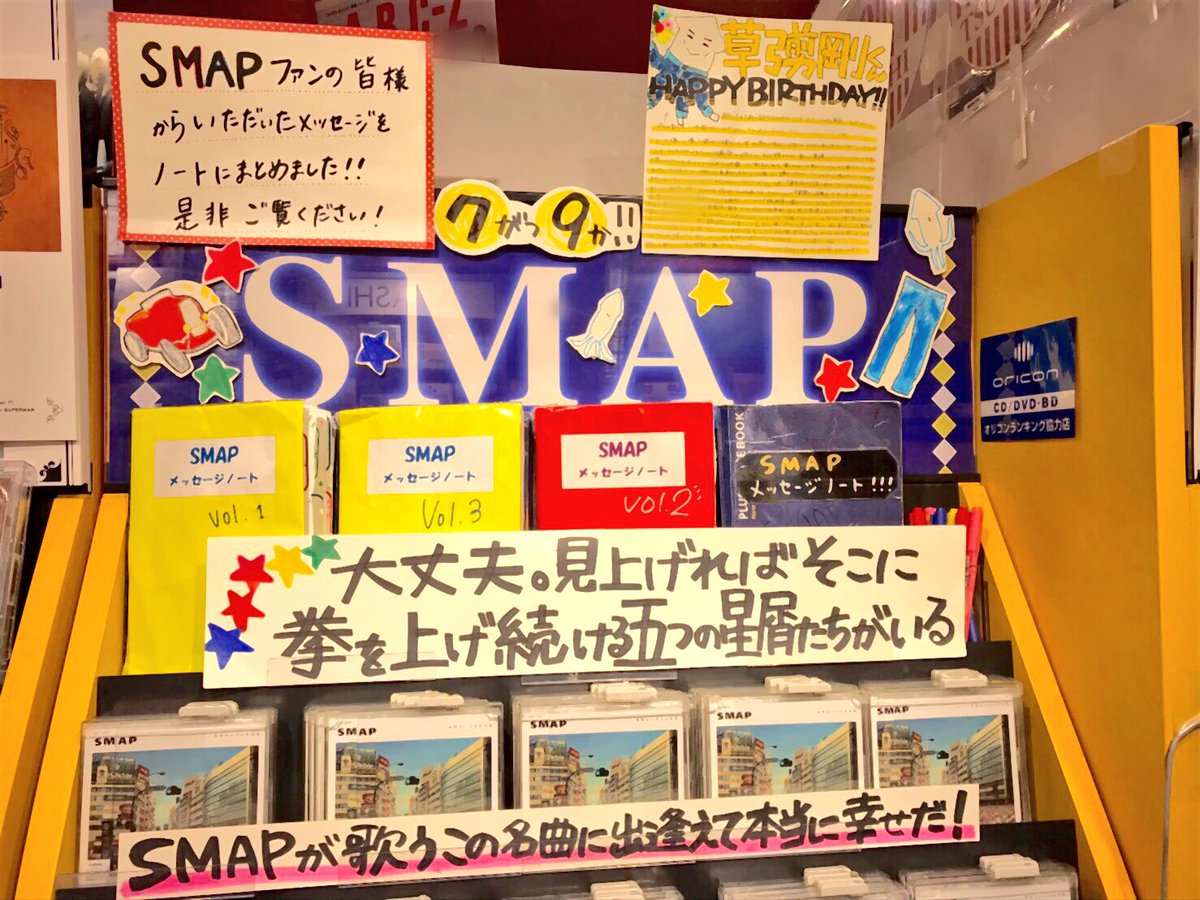 A.B.C-Z
SMAPファンの皆様
からいただいたメッセージを
ノートにまとめました!!
是非ご覧ください!
草彅剛くん
HAPPY BIRTHDAY!!
7がつ9か!!
SMAP
oricon
CD/DVD・BD
オリコンランキング協力店
SMAP
メッセージノート
vol.1
SMAP
メッセージノート
Vol.3
SMAP
メッセージノート
vol.2
SMAP
メッセージノート!!!
大丈夫。見上げればそこに
拳を上げ続ける五つの星屑たちがいる
SMAP
SMAP
SMAP
SMAP
SMAP
SMAPが歌うこの名曲に出逢えて本当に幸せだ!